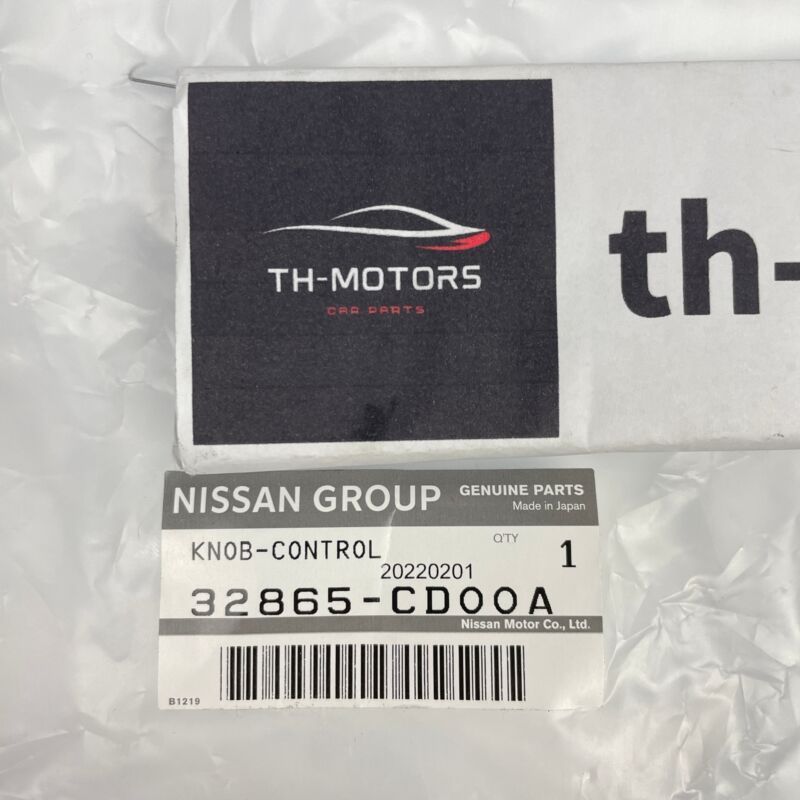 TH-MOTORS
CAR PARTS
th-
NISSAN GROUP
GENUINE PARTS
Made in Japan
KNOB-CONTROL
Q'TY
1
20220201
32865-CD00A
Nissan Motor Co., Ltd.
B1219